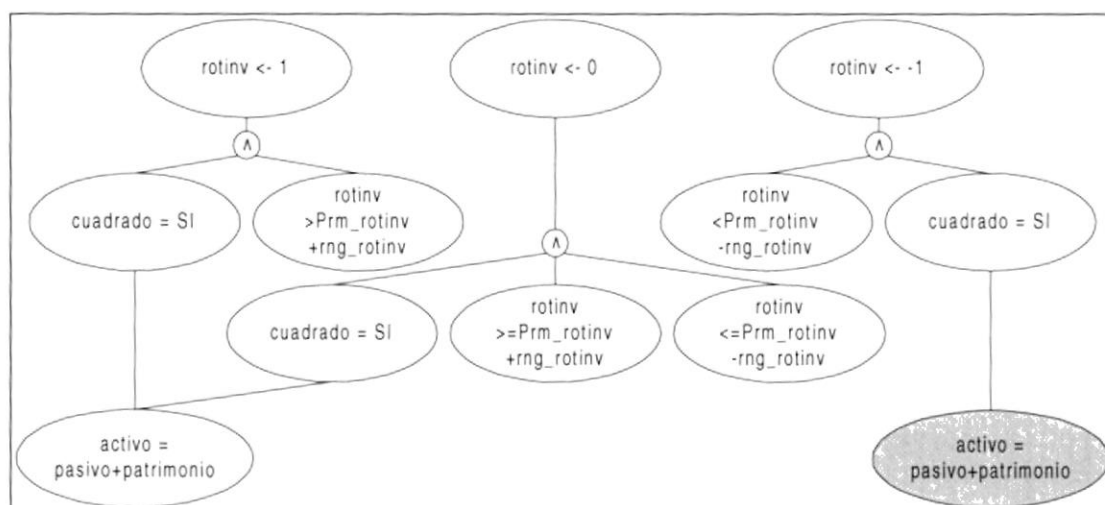 rotinv <- 1
rotinv <- 0
rotinv <- -1
∧
∧
cuadrado = SI
rotinv
>Prm_rotinv
+rng_rotinv
rotinv
<Prm_rotinv
-rng_rotinv
cuadrado = SI
∧
cuadrado = SI
rotinv
>=Prm_rotinv
+rng_rotinv
rotinv
<=Prm_rotinv
-rng_rotinv
activo =
pasivo+patrimonio
activo =
pasivo+patrimonio